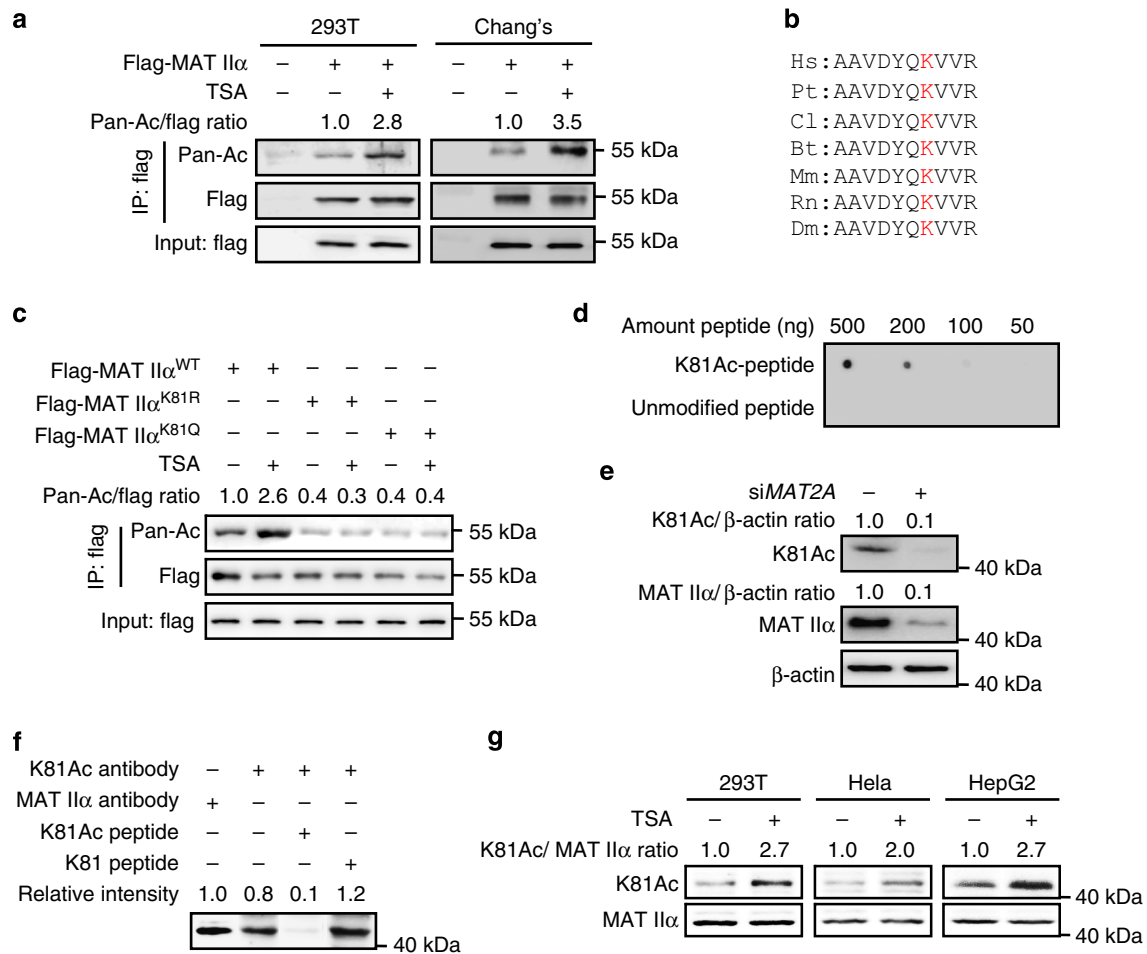 a
293T Chang's
Flag-MAT IIα – + + – + +
TSA – – + – – +
Pan-Ac/flag ratio 1.0 2.8 1.0 3.5
IP: flag
Pan-Ac 55 kDa
Flag 55 kDa
Input: flag 55 kDa
b
Hs:AAVDYQKVVR
Pt:AAVDYQKVVR
Cl:AAVDYQKVVR
Bt:AAVDYQKVVR
Mm:AAVDYQKVVR
Rn:AAVDYQKVVR
Dm:AAVDYQKVVR
c
Flag-MAT IIα^WT + + – – – –
Flag-MAT IIα^K81R – – + + – –
Flag-MAT IIα^K81Q – – – – + +
TSA – + – + – +
Pan-Ac/flag ratio 1.0 2.6 0.4 0.3 0.4 0.4
IP: flag
Pan-Ac 55 kDa
Flag 55 kDa
Input: flag 55 kDa
d
Amount peptide (ng) 500 200 100 50
K81Ac-peptide
Unmodified peptide
e
siMAT2A – +
K81Ac/ β-actin ratio 1.0 0.1
K81Ac 40 kDa
MAT IIα/ β-actin ratio 1.0 0.1
MAT IIα 40 kDa
β-actin 40 kDa
f
K81Ac antibody – + + +
MAT IIα antibody + – – –
K81Ac peptide – – + –
K81 peptide – – – +
Relative intensity 1.0 0.8 0.1 1.2
40 kDa
g
293T Hela HepG2
TSA – + – + – +
K81Ac/ MAT IIα ratio 1.0 2.7 1.0 2.0 1.0 2.7
K81Ac 40 kDa
MAT IIα 40 kDa